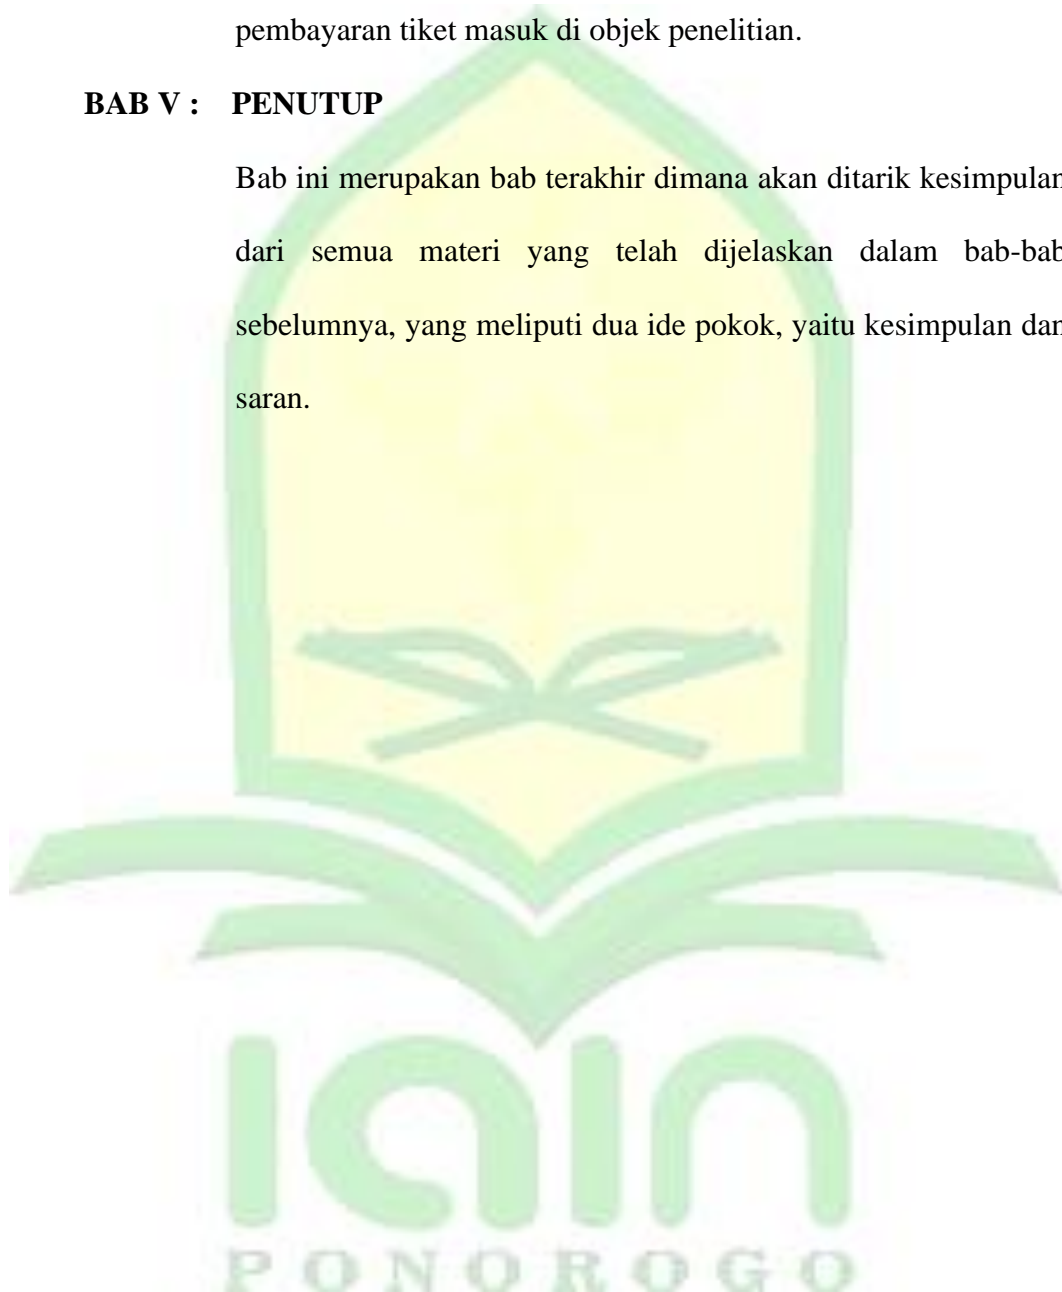 pembayaran tiket masuk di objek penelitian.
BAB V : PENUTUP
Bab ini merupakan bab terakhir dimana akan ditarik kesimpulan
dari semua materi yang telah dijelaskan dalam bab-bab
sebelumnya, yang meliputi dua ide pokok, yaitu kesimpulan dan
saran.
iain
PONOROGO